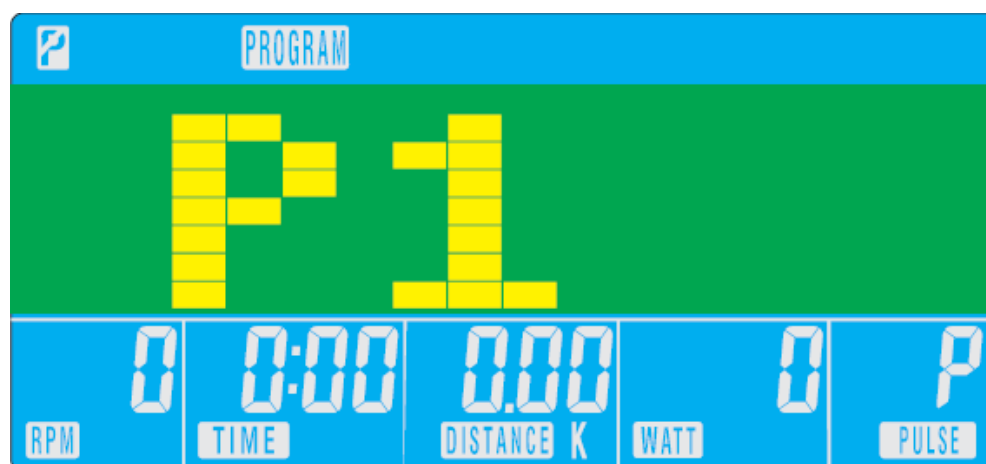 P PROGRAM
P1
0 0:00 0.00 0 P
RPM TIME DISTANCE K WATT PULSE